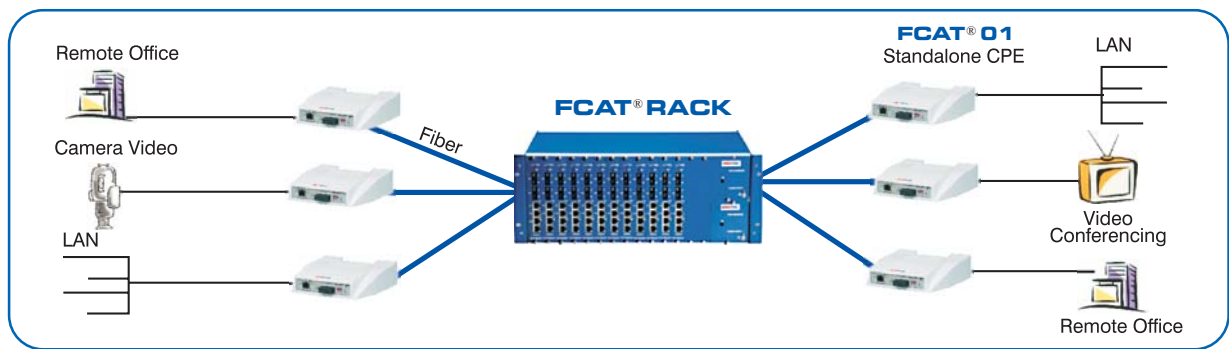 Remote Office
Camera Video
LAN
Fiber
FCAT® RACK
FCAT® 01
Standalone CPE
LAN
Video
Conferencing
Remote Office